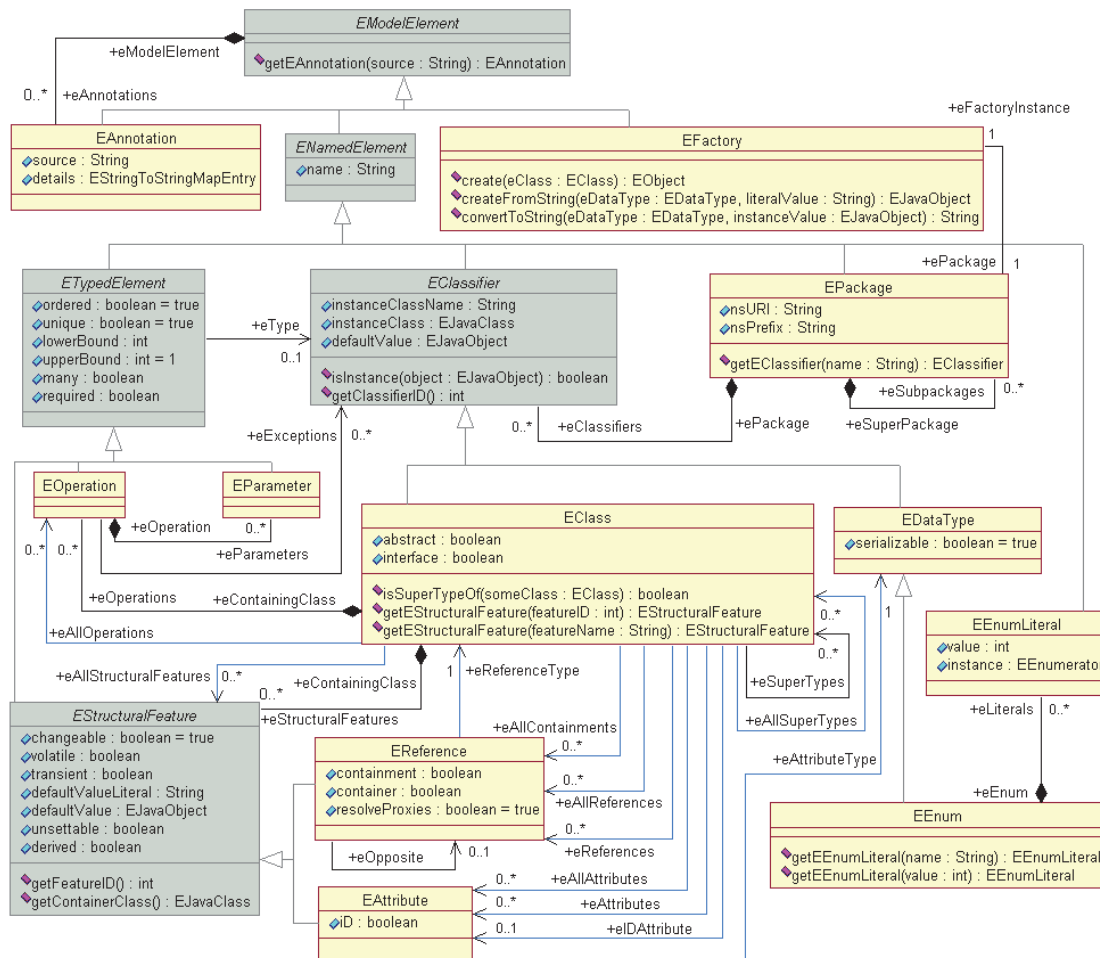 EModelElement
getEAnnotation(source : String) : EAnnotation
+eModelElement
0..*
+eAnnotations
+eFactoryInstance
1
EAnnotation
source : String
details : EStringToStringMapEntry
ENamedElement
name : String
EFactory
create(eClass : EClass) : EObject
createFromString(eDataType : EDataType, literalValue : String) : EJavaObject
convertToString(eDataType : EDataType, instanceValue : EJavaObject) : String
+ePackage
1
ETypedElement
ordered : boolean = true
unique : boolean = true
lowerBound : int
upperBound : int = 1
many : boolean
required : boolean
+eType
0..1
EClassifier
instanceClassName : String
instanceClass : EJavaClass
defaultValue : EJavaObject
isInstance(object : EJavaObject) : boolean
getClassifierID() : int
EPackage
nsURI : String
nsPrefix : String
getEClassifier(name : String) : EClassifier
+eSubpackages
0..*
+eSuperPackage
+eExceptions
0..*
0..*
+eClassifiers
+ePackage
EOperation
EParameter
+eOperation
0..*
+eParameters
0..*
0..*
+eOperations
+eContainingClass
+eAllOperations
EClass
abstract : boolean
interface : boolean
isSuperTypeOf(someClass : EClass) : boolean
getEStructuralFeature(featureID : int) : EStructuralFeature
getEStructuralFeature(featureName : String) : EStructuralFeature
0..*
0..*
+eSuperTypes
+eAllSuperTypes
EDataType
serializable : boolean = true
1
EEnumLiteral
value : int
instance : EEnumerator
+eLiterals
0..*
+eAllStructuralFeatures
0..*
0..*
+eContainingClass
+eStructuralFeatures
1
+eReferenceType
+eAllContainments
0..*
+eAttributeType
EStructuralFeature
changeable : boolean = true
volatile : boolean
transient : boolean
defaultValueLiteral : String
defaultValue : EJavaObject
unsettable : boolean
derived : boolean
getFeatureID() : int
getContainerClass() : EJavaClass
EReference
containment : boolean
container : boolean
resolveProxies : boolean = true
0..*
+eAllReferences
0..*
+eReferences
+eOpposite
0..1
+eEnum
EEnum
getEEnumLiteral(name : String) : EEnumLiteral
getEEnumLiteral(value : int) : EEnumLiteral
+eAllAttributes
0..*
EAttribute
iD : boolean
0..*
+eAttributes
0..1
+eIDAttribute